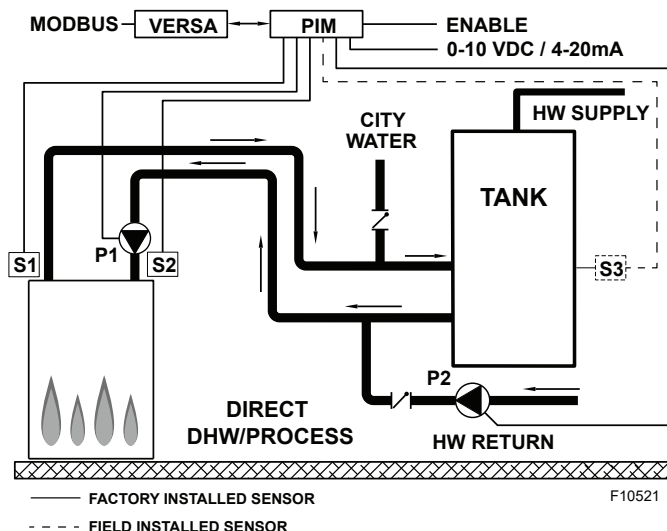 MODBUS VERSA PIM ENABLE
0-10 VDC / 4-20mA
CITY
WATER
HW SUPPLY
TANK
S1 P1 S2 S3
P2
DIRECT
DHW/PROCESS
HW RETURN
FACTORY INSTALLED SENSOR
F10521
FIELD INSTALLED SENSOR